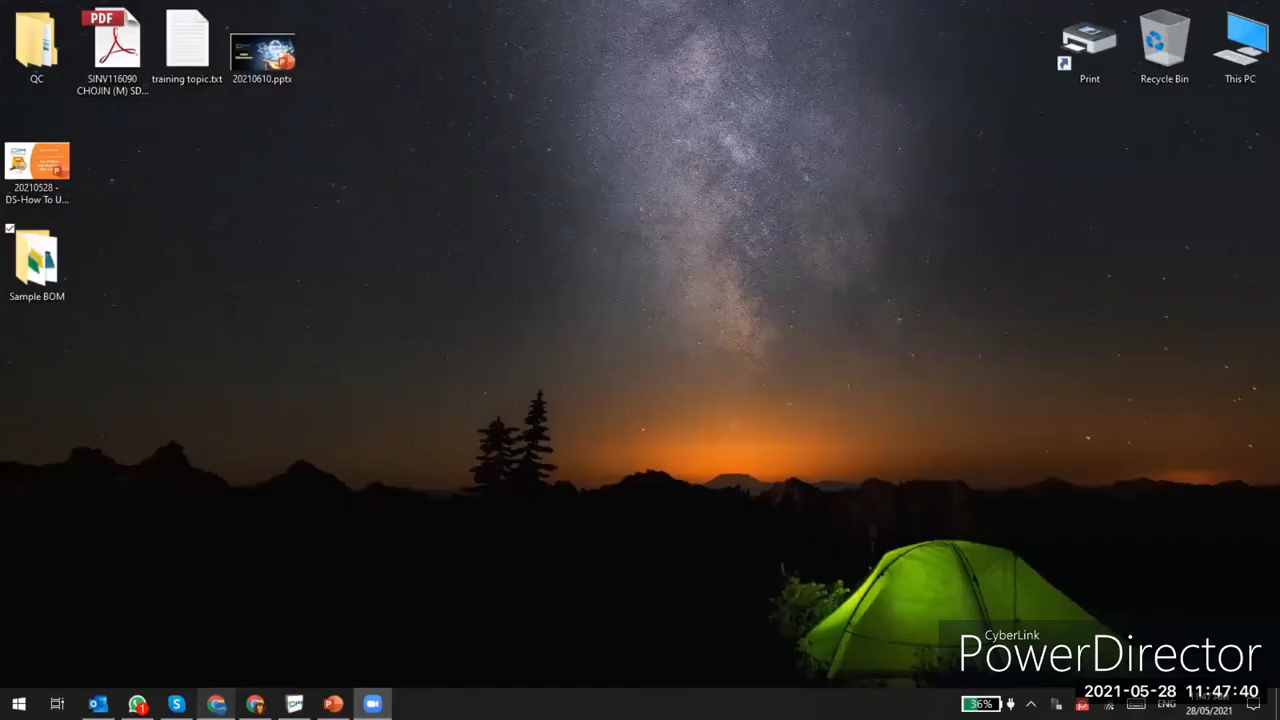 QC
PDF
SINV116090
CHOJIN (M) SD...
training topic.txt
20210610.pptx
Print
Recycle Bin
This PC
20210528 -
DS-How To U...
Sample BOM
CyberLink
PowerDirector
36%
ENG
2021-05-28 11:47:40
28/05/2021